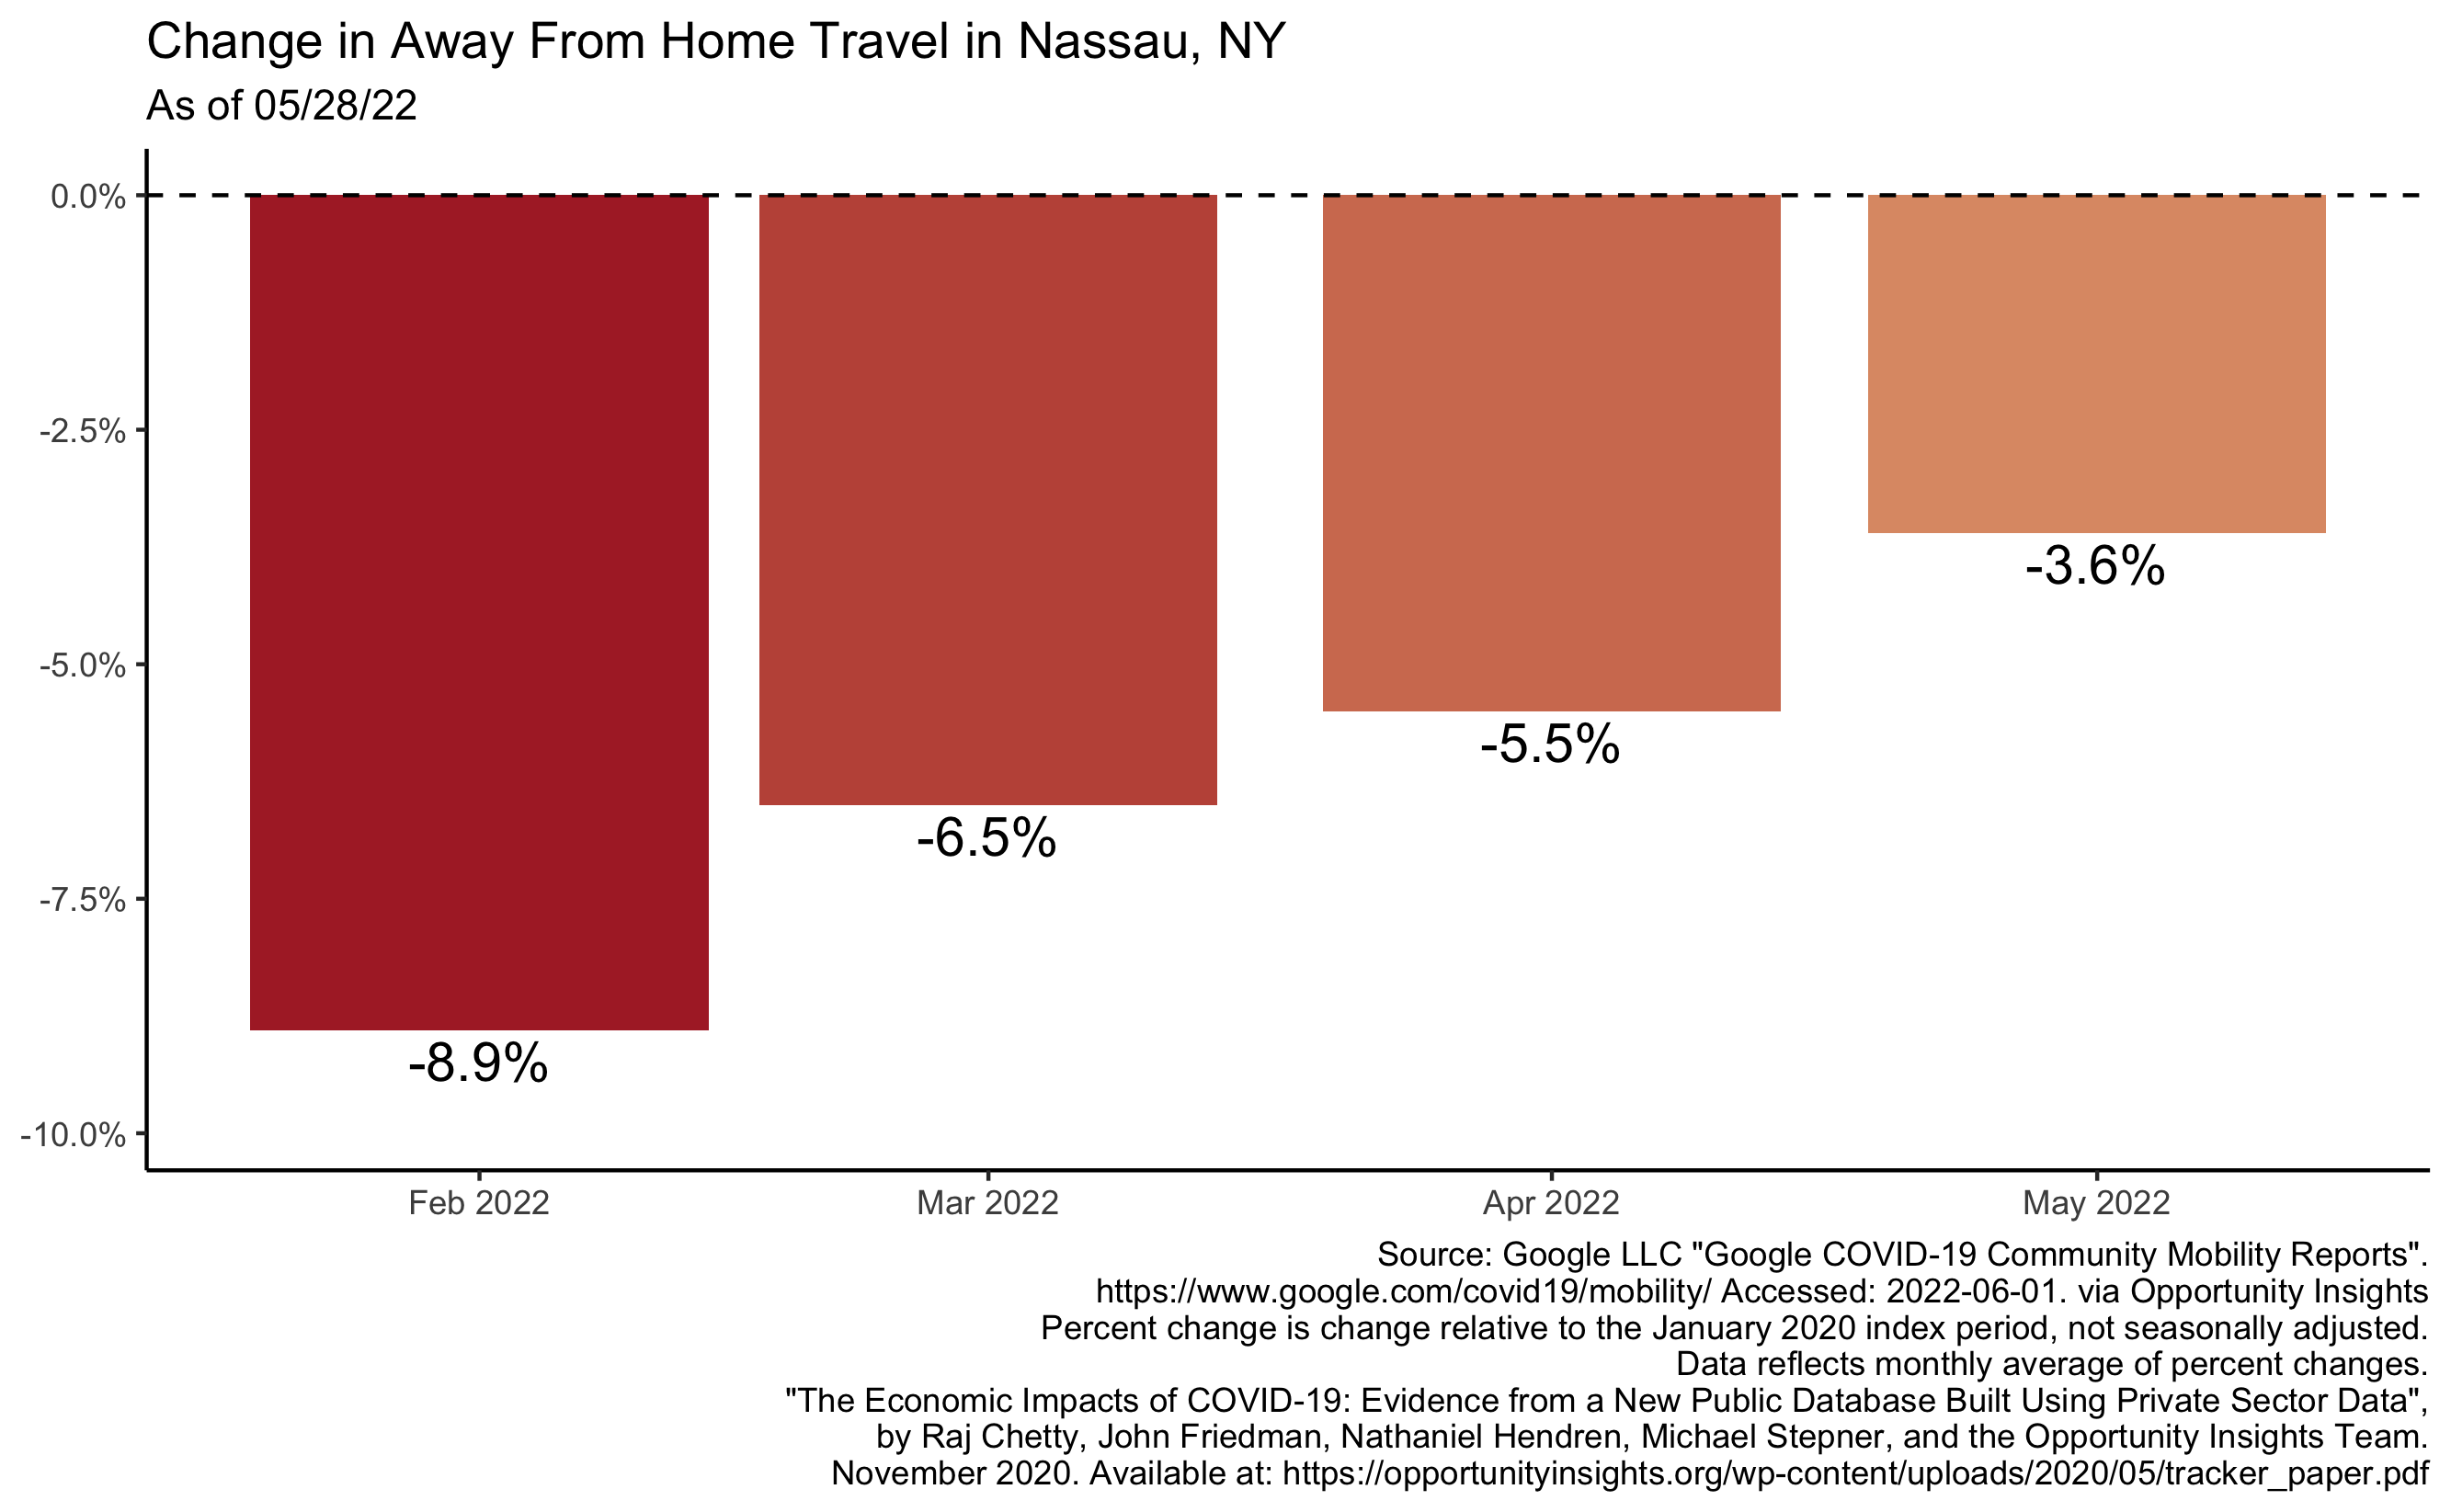 Change in Away From Home Travel in Nassau, NY
As of 05/28/22
0.0%
-2.5%
-5.0%
-7.5%
-10.0%
-8.9%
-6.5%
-5.5%
-3.6%
Feb 2022
Mar 2022
Apr 2022
May 2022
Source: Google LLC "Google COVID-19 Community Mobility Reports".
https://www.google.com/covid19/mobility/ Accessed: 2022-06-01. via Opportunity Insights
Percent change is change relative to the January 2020 index period, not seasonally adjusted.
Data reflects monthly average of percent changes.
"The Economic Impacts of COVID-19: Evidence from a New Public Database Built Using Private Sector Data",
by Raj Chetty, John Friedman, Nathaniel Hendren, Michael Stepner, and the Opportunity Insights Team.
November 2020. Available at: https://opportunityinsights.org/wp-content/uploads/2020/05/tracker_paper.pdf